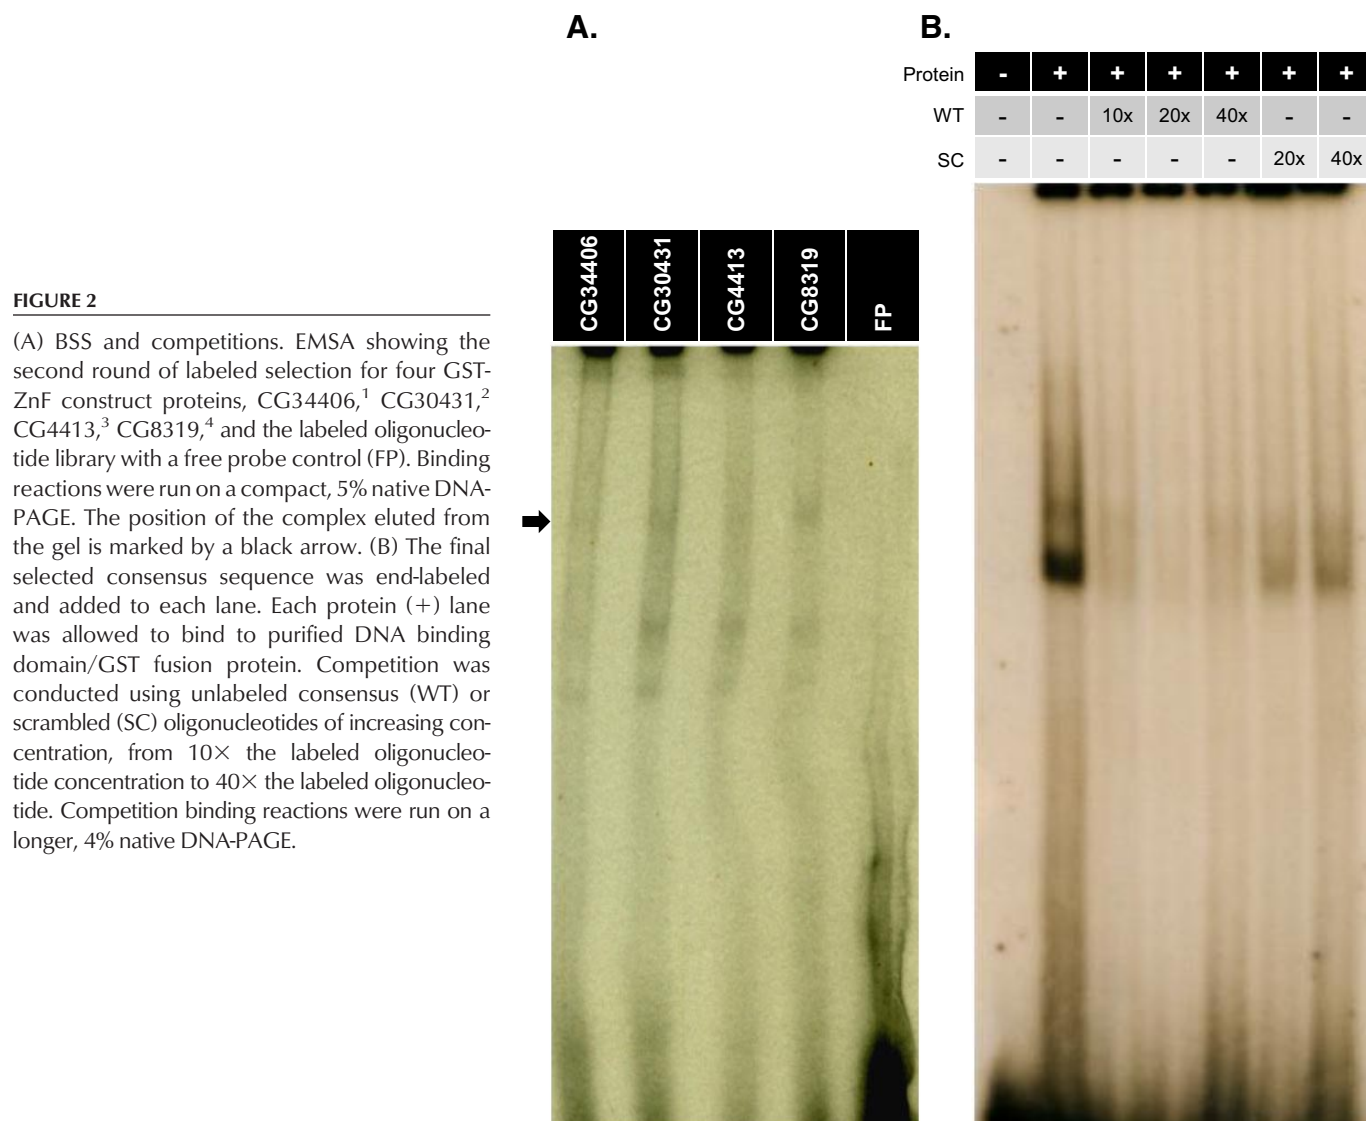 A.
B.
Protein - + + + + + +
WT - - 10x 20x 40x - -
SC - - - - - 20x 40x
CG34406 CG30431 CG4413 CG8319 FP
FIGURE 2
(A) BSS and competitions. EMSA showing the
second round of labeled selection for four GST-
ZnF construct proteins, CG34406,1 CG30431,2
CG4413,3 CG8319,4 and the labeled oligonucleo-
tide library with a free probe control (FP). Binding
reactions were run on a compact, 5% native DNA-
PAGE. The position of the complex eluted from
the gel is marked by a black arrow. (B) The final
selected consensus sequence was end-labeled
and added to each lane. Each protein (+) lane
was allowed to bind to purified DNA binding
domain/GST fusion protein. Competition was
conducted using unlabeled consensus (WT) or
scrambled (SC) oligonucleotides of increasing con-
centration, from 10× the labeled oligonucleo-
tide concentration to 40× the labeled oligonucleo-
tide. Competition binding reactions were run on a
longer, 4% native DNA-PAGE.